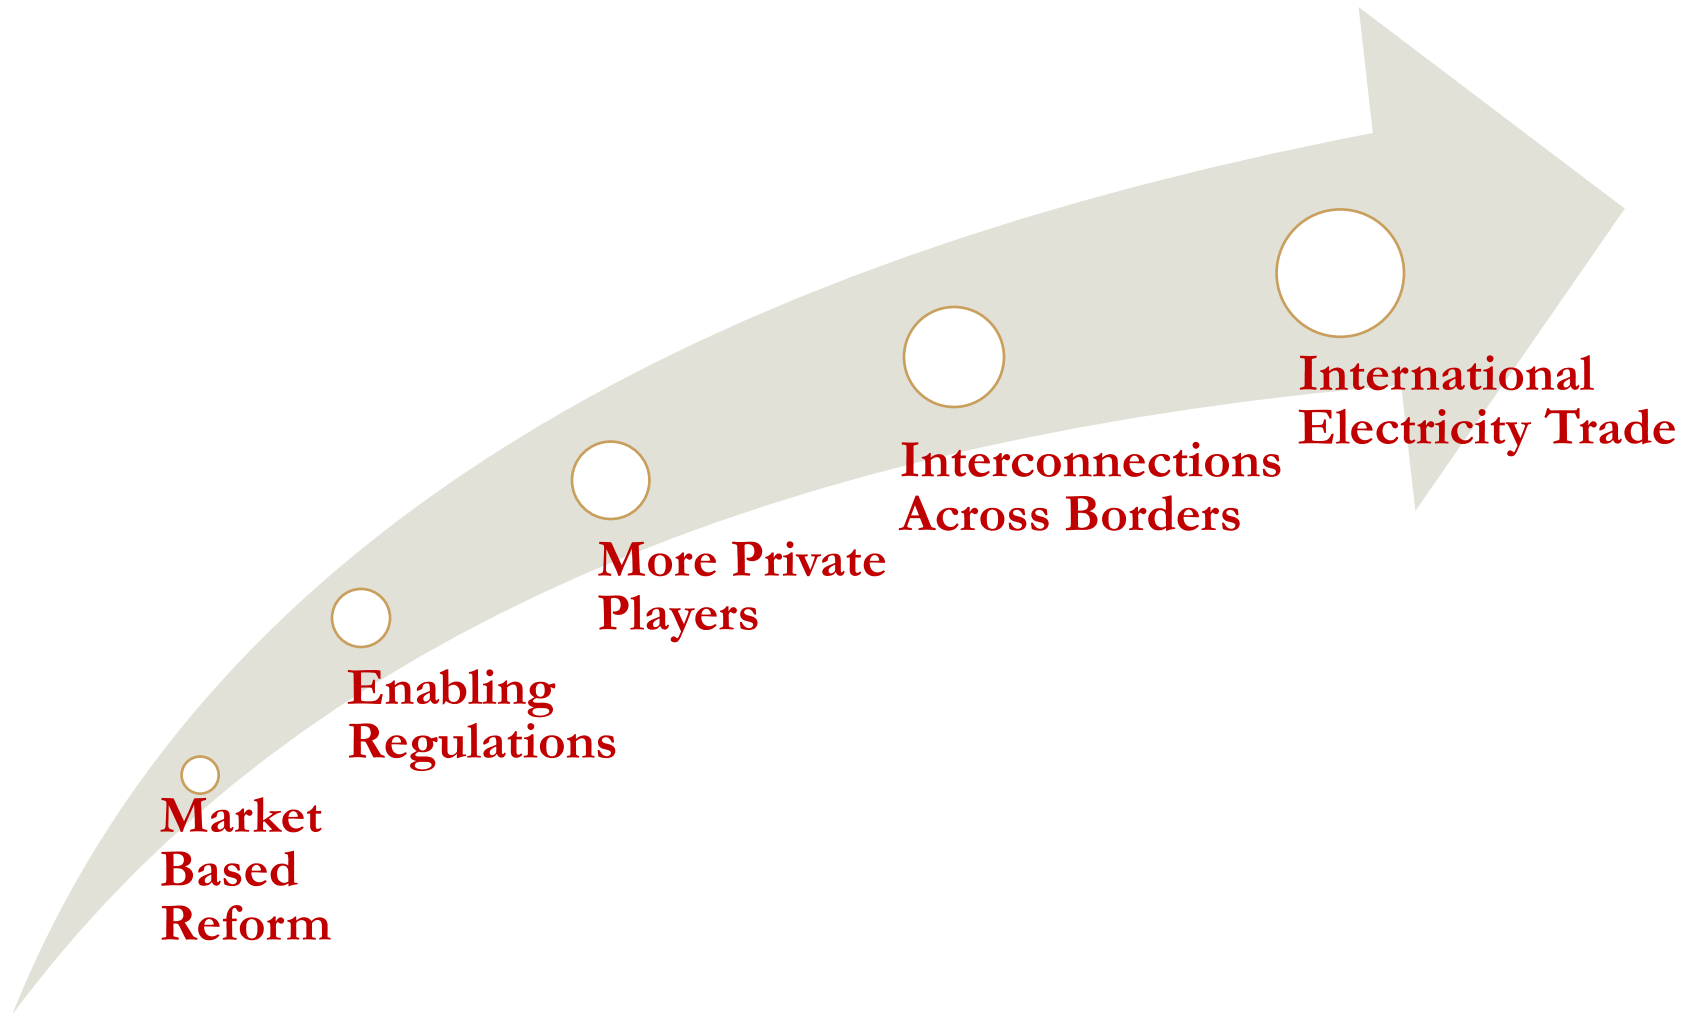 Market
Based
Reform
Enabling
Regulations
More Private
Players
Interconnections
Across Borders
International
Electricity Trade